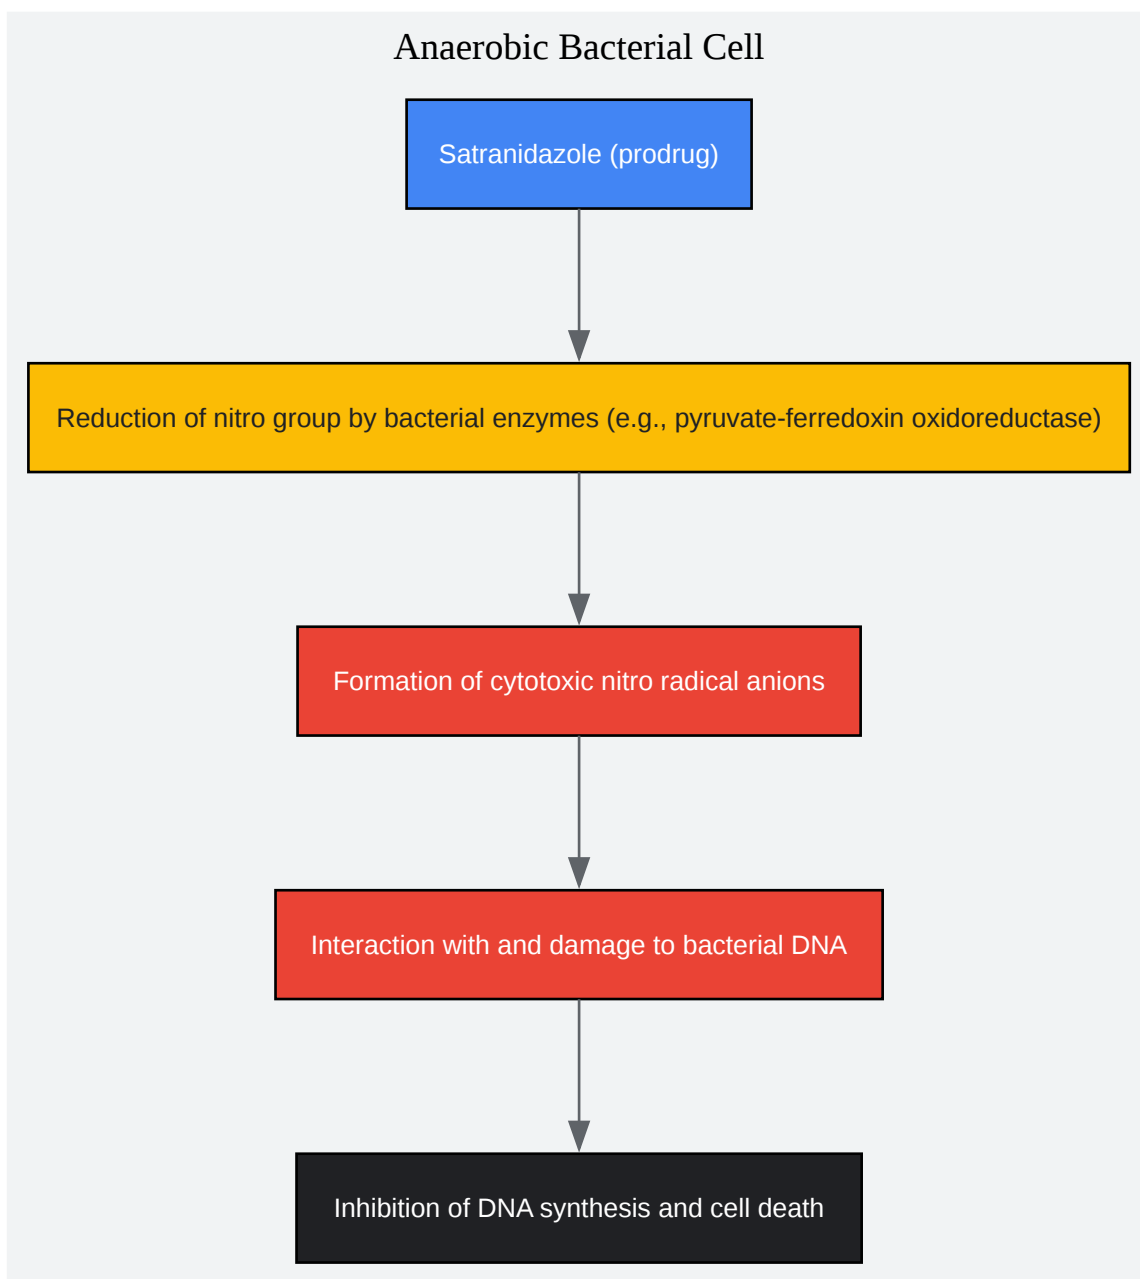 Anaerobic Bacterial Cell
Satranidazole (prodrug)
Reduction of nitro group by bacterial enzymes (e.g., pyruvate-ferredoxin oxidoreductase)
Formation of cytotoxic nitro radical anions
Interaction with and damage to bacterial DNA
Inhibition of DNA synthesis and cell death